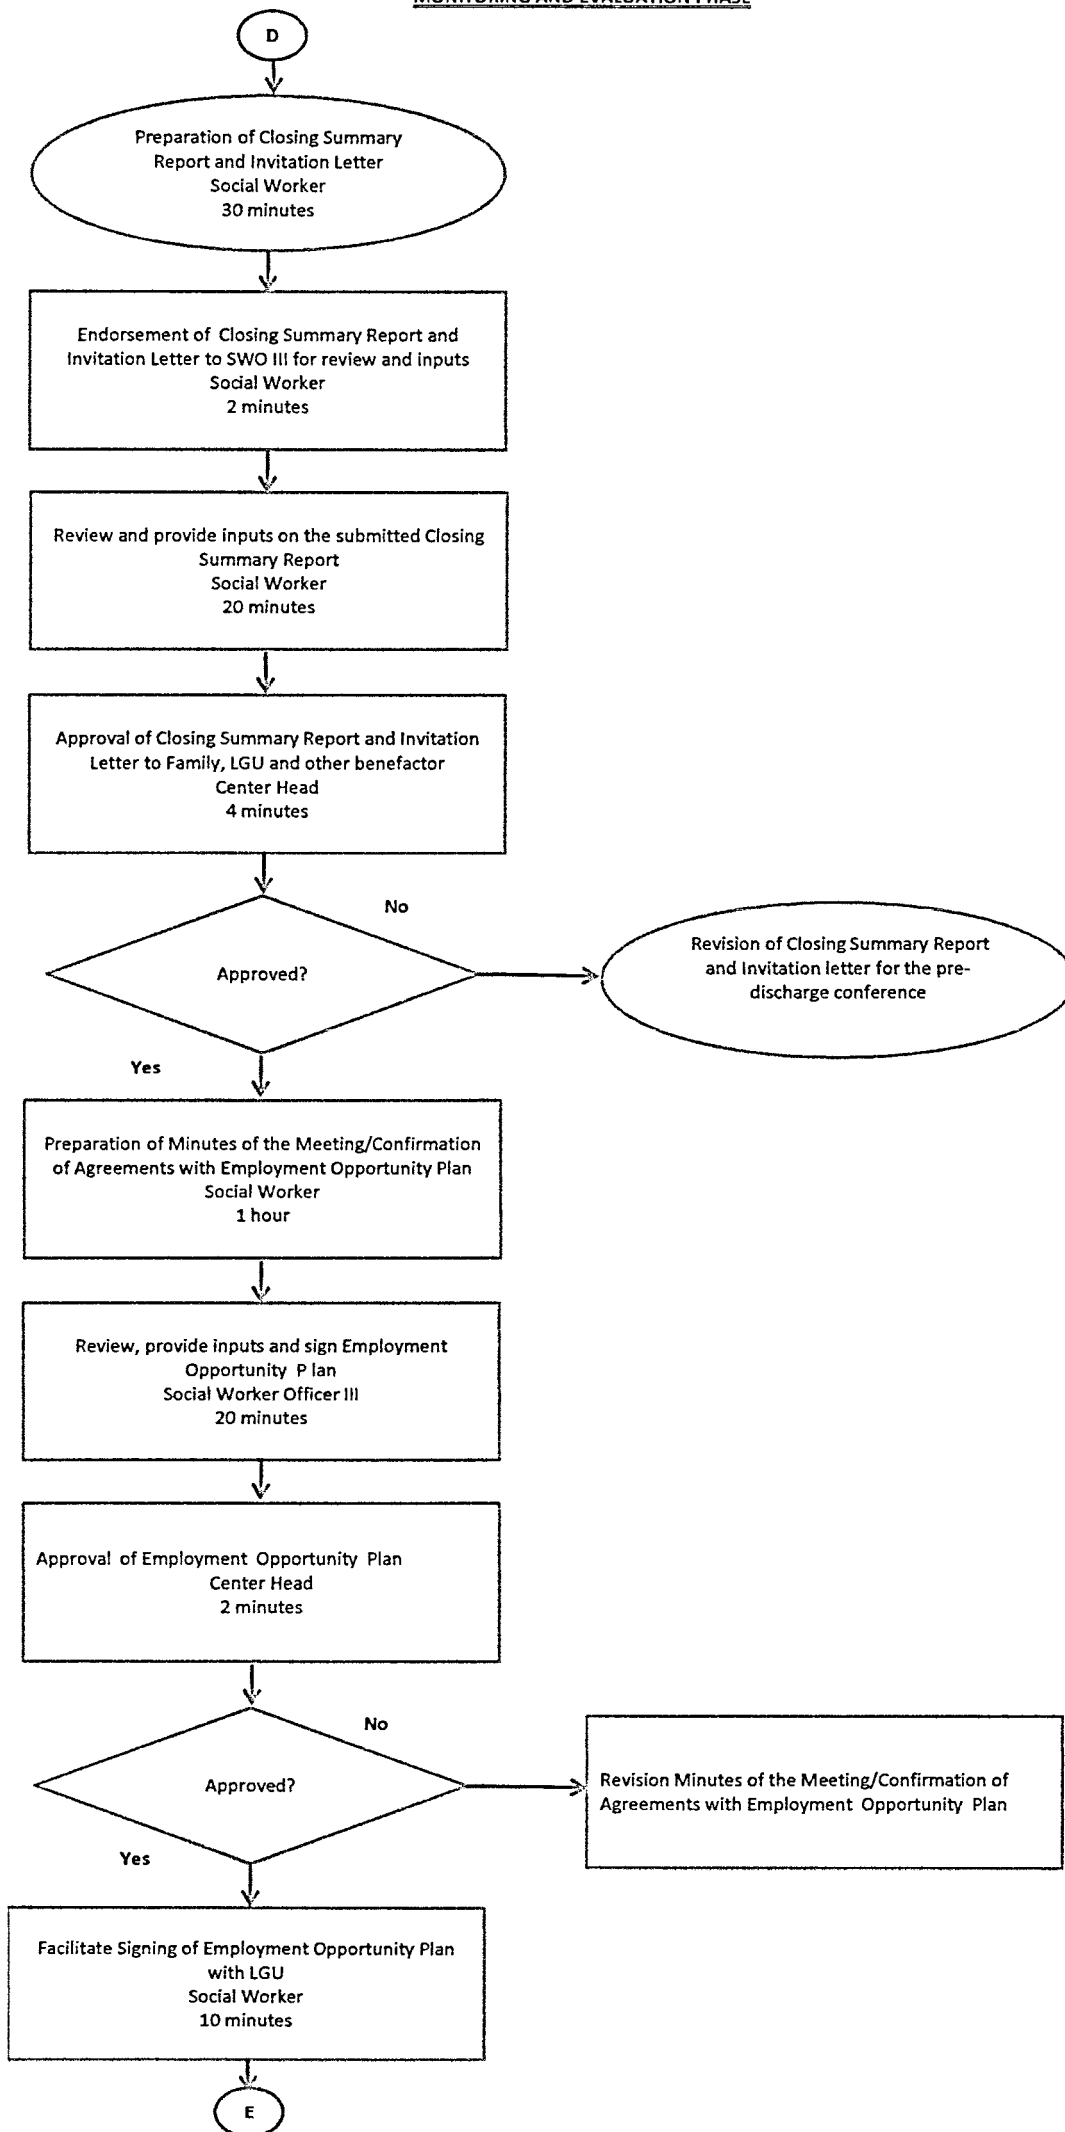 MONITORING AND EVALUATION PHASE
D
Preparation of Closing Summary
Report and Invitation Letter
Social Worker
30 minutes
Endorsement of Closing Summary Report and
Invitation Letter to SWO III for review and inputs
Social Worker
2 minutes
Review and provide inputs on the submitted Closing
Summary Report
Social Worker
20 minutes
Approval of Closing Summary Report and Invitation
Letter to Family, LGU and other benefactor
Center Head
4 minutes
No
Approved?
Revision of Closing Summary Report
and Invitation letter for the pre-
discharge conference
Yes
Preparation of Minutes of the Meeting/Confirmation
of Agreements with Employment Opportunity Plan
Social Worker
1 hour
Review, provide inputs and sign Employment
Opportunity P lan
Social Worker Officer III
20 minutes
Approval of Employment Opportunity Plan
Center Head
2 minutes
No
Approved?
Revision Minutes of the Meeting/Confirmation of
Agreements with Employment Opportunity Plan
Yes
Facilitate Signing of Employment Opportunity Plan
with LGU
Social Worker
10 minutes
E